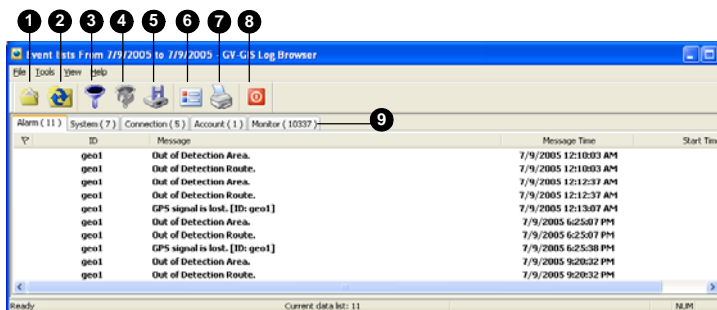 1 2 3 4 5 6 7 8
Event lists From 7/9/2005 to 7/9/2005 - GV-GIS Log Browser
File Tools View Help
Alarm ( 11 ) System ( 7 ) Connection ( 5 ) Account ( 1 ) Monitor ( 10337 ) 9
ID Message Message Time Start Time
geo1 Out of Detection Area. 7/9/2005 12:10:03 AM
geo1 Out of Detection Route. 7/9/2005 12:10:03 AM
geo1 Out of Detection Area. 7/9/2005 12:12:37 AM
geo1 Out of Detection Route. 7/9/2005 12:12:37 AM
geo1 GPS signal is lost. [ID: geo1] 7/9/2005 12:13:07 AM
geo1 Out of Detection Area. 7/9/2005 6:25:07 PM
geo1 Out of Detection Route. 7/9/2005 6:25:07 PM
geo1 GPS signal is lost. [ID: geo1] 7/9/2005 6:25:38 PM
geo1 Out of Detection Area. 7/9/2005 9:20:32 PM
geo1 Out of Detection Route. 7/9/2005 9:20:32 PM
Ready Current data list: 11 NUM